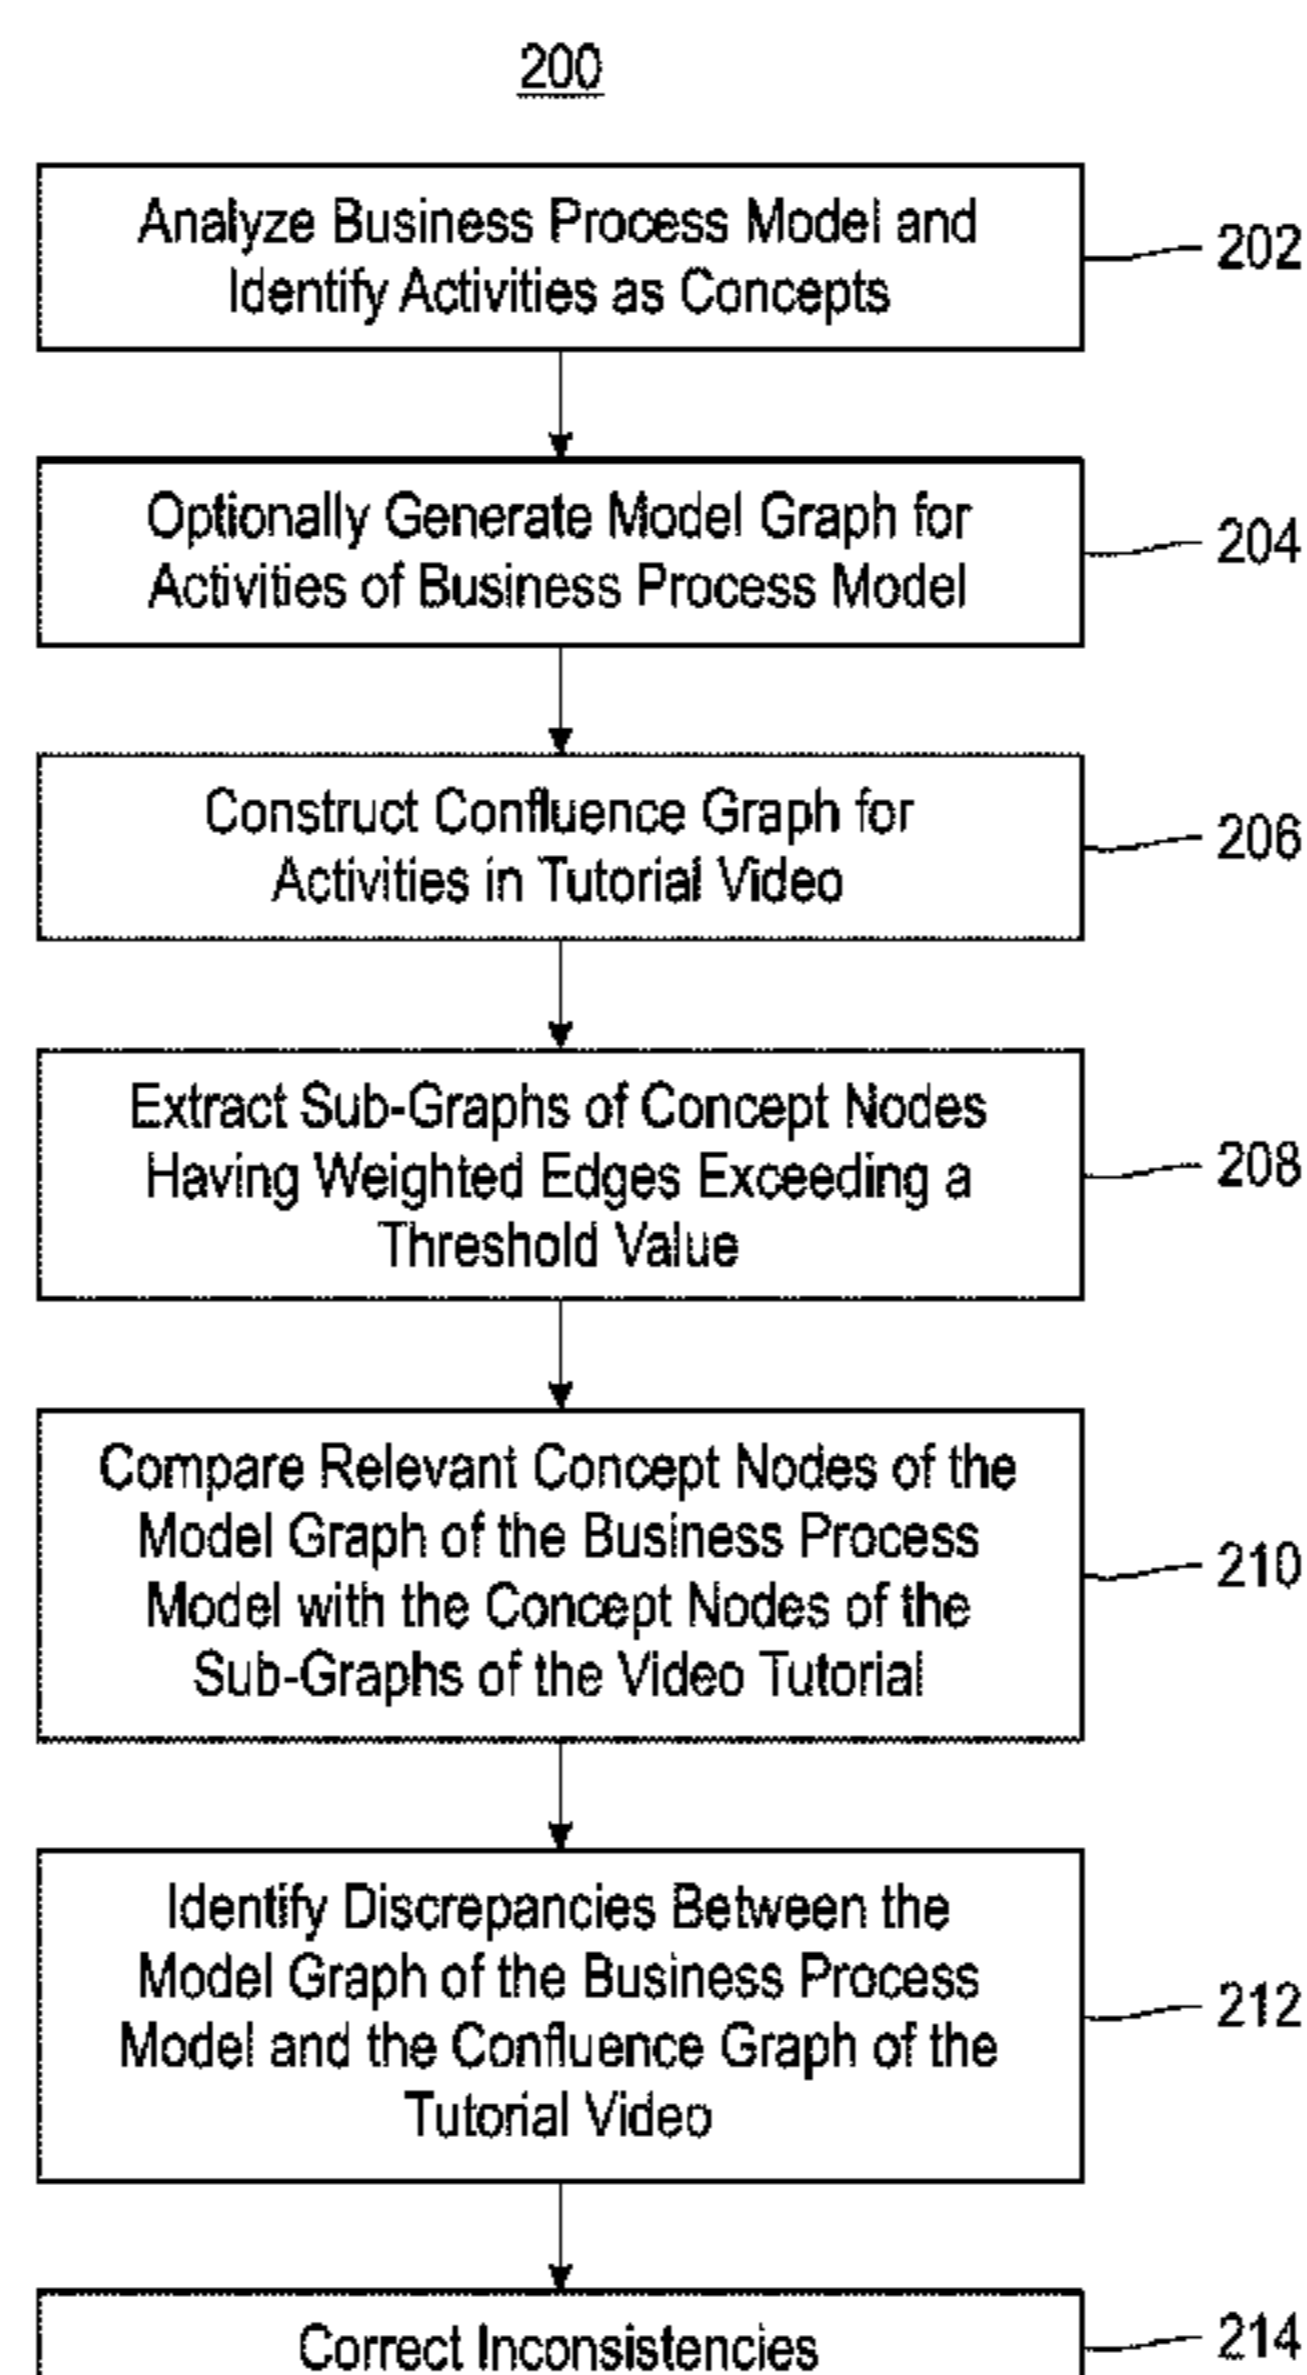 200
Analyze Business Process Model and
Identify Activities as Concepts
202
Optionally Generate Model Graph for
Activities of Business Process Model
204
Construct Confluence Graph for
Activities in Tutorial Video
206
Extract Sub-Graphs of Concept Nodes
Having Weighted Edges Exceeding a
Threshold Value
208
Compare Relevant Concept Nodes of the
Model Graph of the Business Process
Model with the Concept Nodes of the
Sub-Graphs of the Video Tutorial
210
Identify Discrepancies Between the
Model Graph of the Business Process
Model and the Confluence Graph of the
Tutorial Video
212
Correct Inconsistencies
214